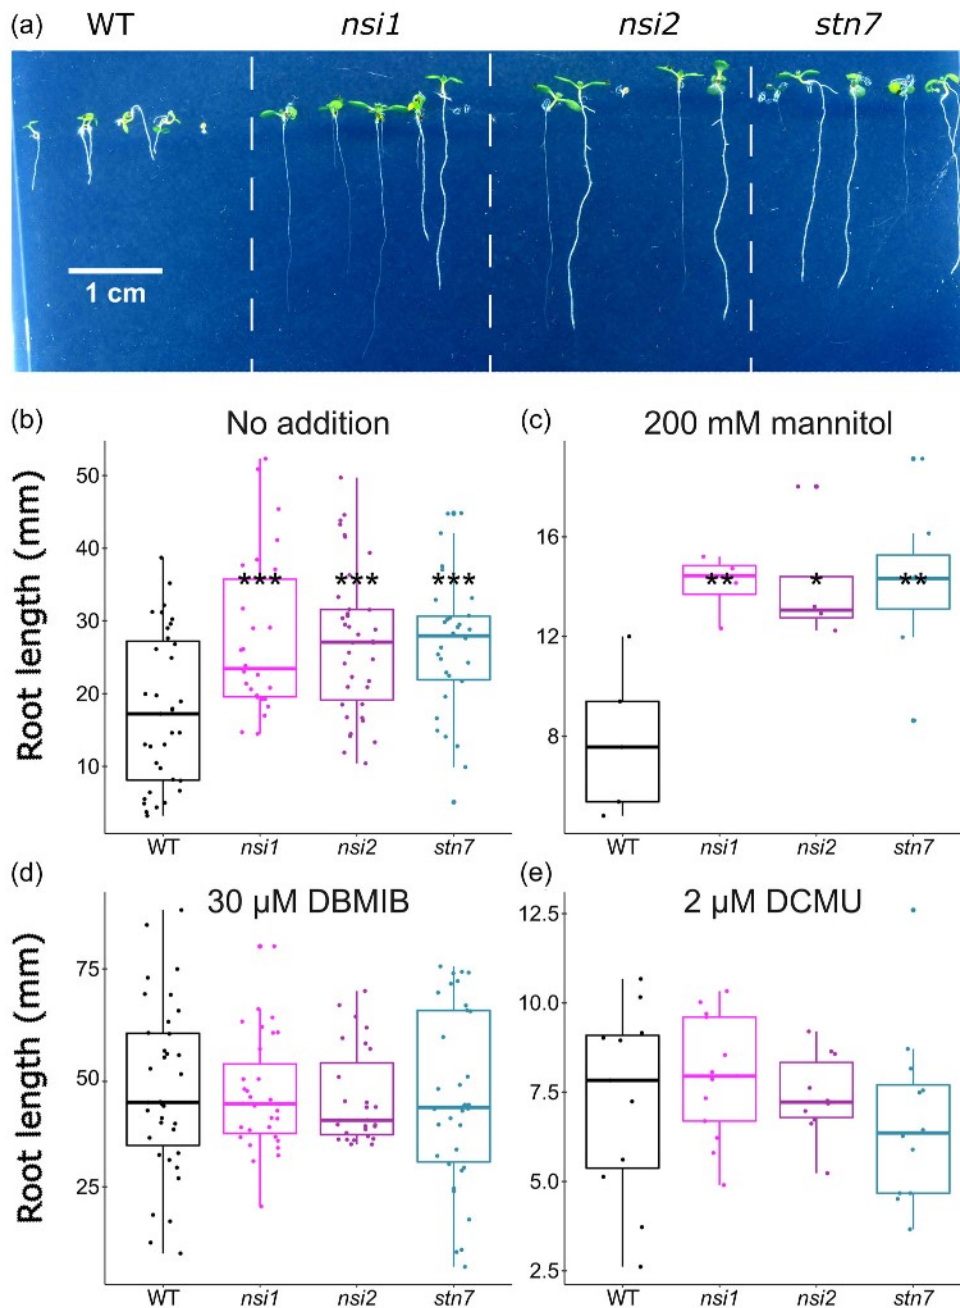 (a) WT nsi1 nsi2 stn7
1 cm
(b) No addition
Root length (mm)
50
40
30
20
10
*** *** ***
WT nsi1 nsi2 stn7
(c) 200 mM mannitol
16
12
8
** * **
WT nsi1 nsi2 stn7
(d) 30 µM DBMIB
Root length (mm)
75
50
25
WT nsi1 nsi2 stn7
(e) 2 µM DCMU
12.5
10.0
7.5
5.0
2.5
WT nsi1 nsi2 stn7